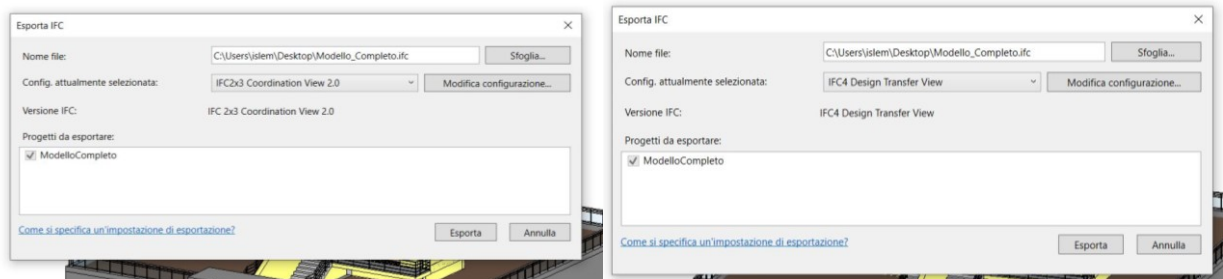 Esporta IFC
Nome file: C:\Users\islem\Desktop\Modello_Completo.ifc Sfoglia...
Config. attualmente selezionata: IFC2x3 Coordination View 2.0 Modifica configurazione...
Versione IFC: IFC 2x3 Coordination View 2.0
Progetti da esportare:
ModelloCompleto
Come si specifica un'impostazione di esportazione? Esporta Annulla
Esporta IFC
Nome file: C:\Users\islem\Desktop\Modello_Completo.ifc Sfoglia...
Config. attualmente selezionata: IFC4 Design Transfer View Modifica configurazione...
Versione IFC: IFC4 Design Transfer View
Progetti da esportare:
ModelloCompleto
Come si specifica un'impostazione di esportazione? Esporta Annulla